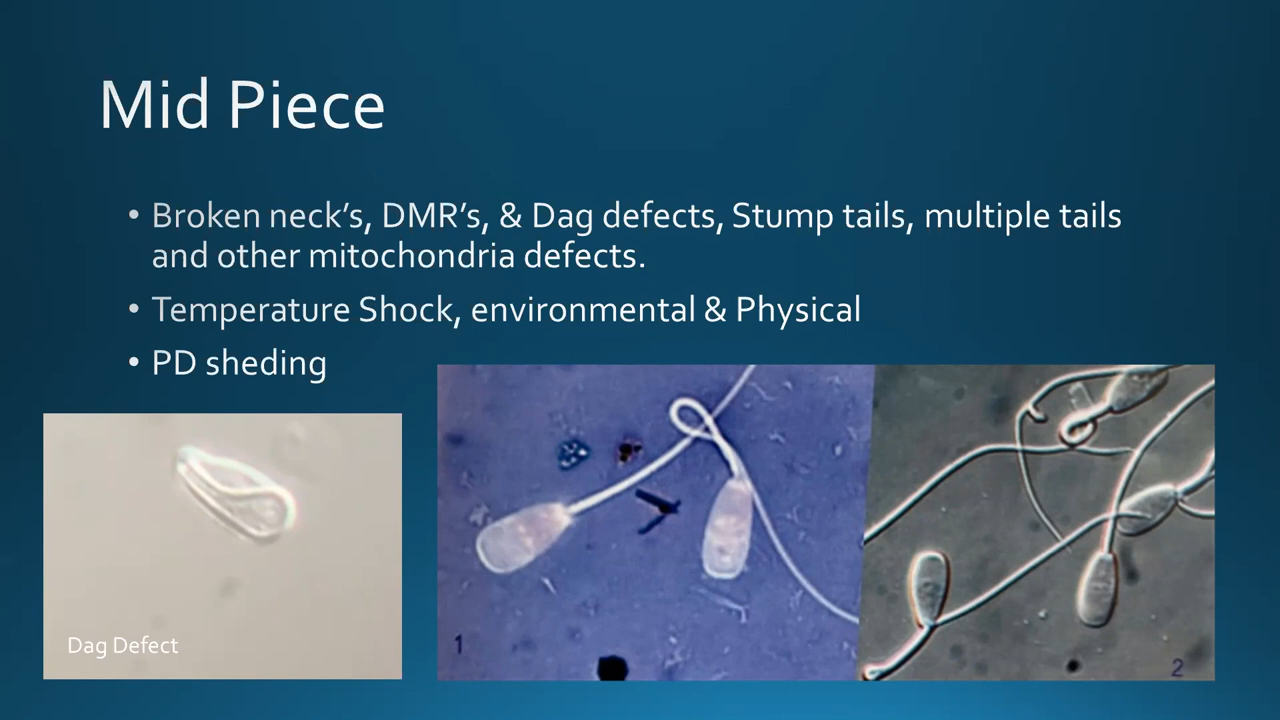 Mid Piece
• Broken neck's, DMR's, & Dag defects, Stump tails, multiple tails
and other mitochondria defects.
• Temperature Shock, environmental & Physical
• PD sheding
Dag Defect
1
2